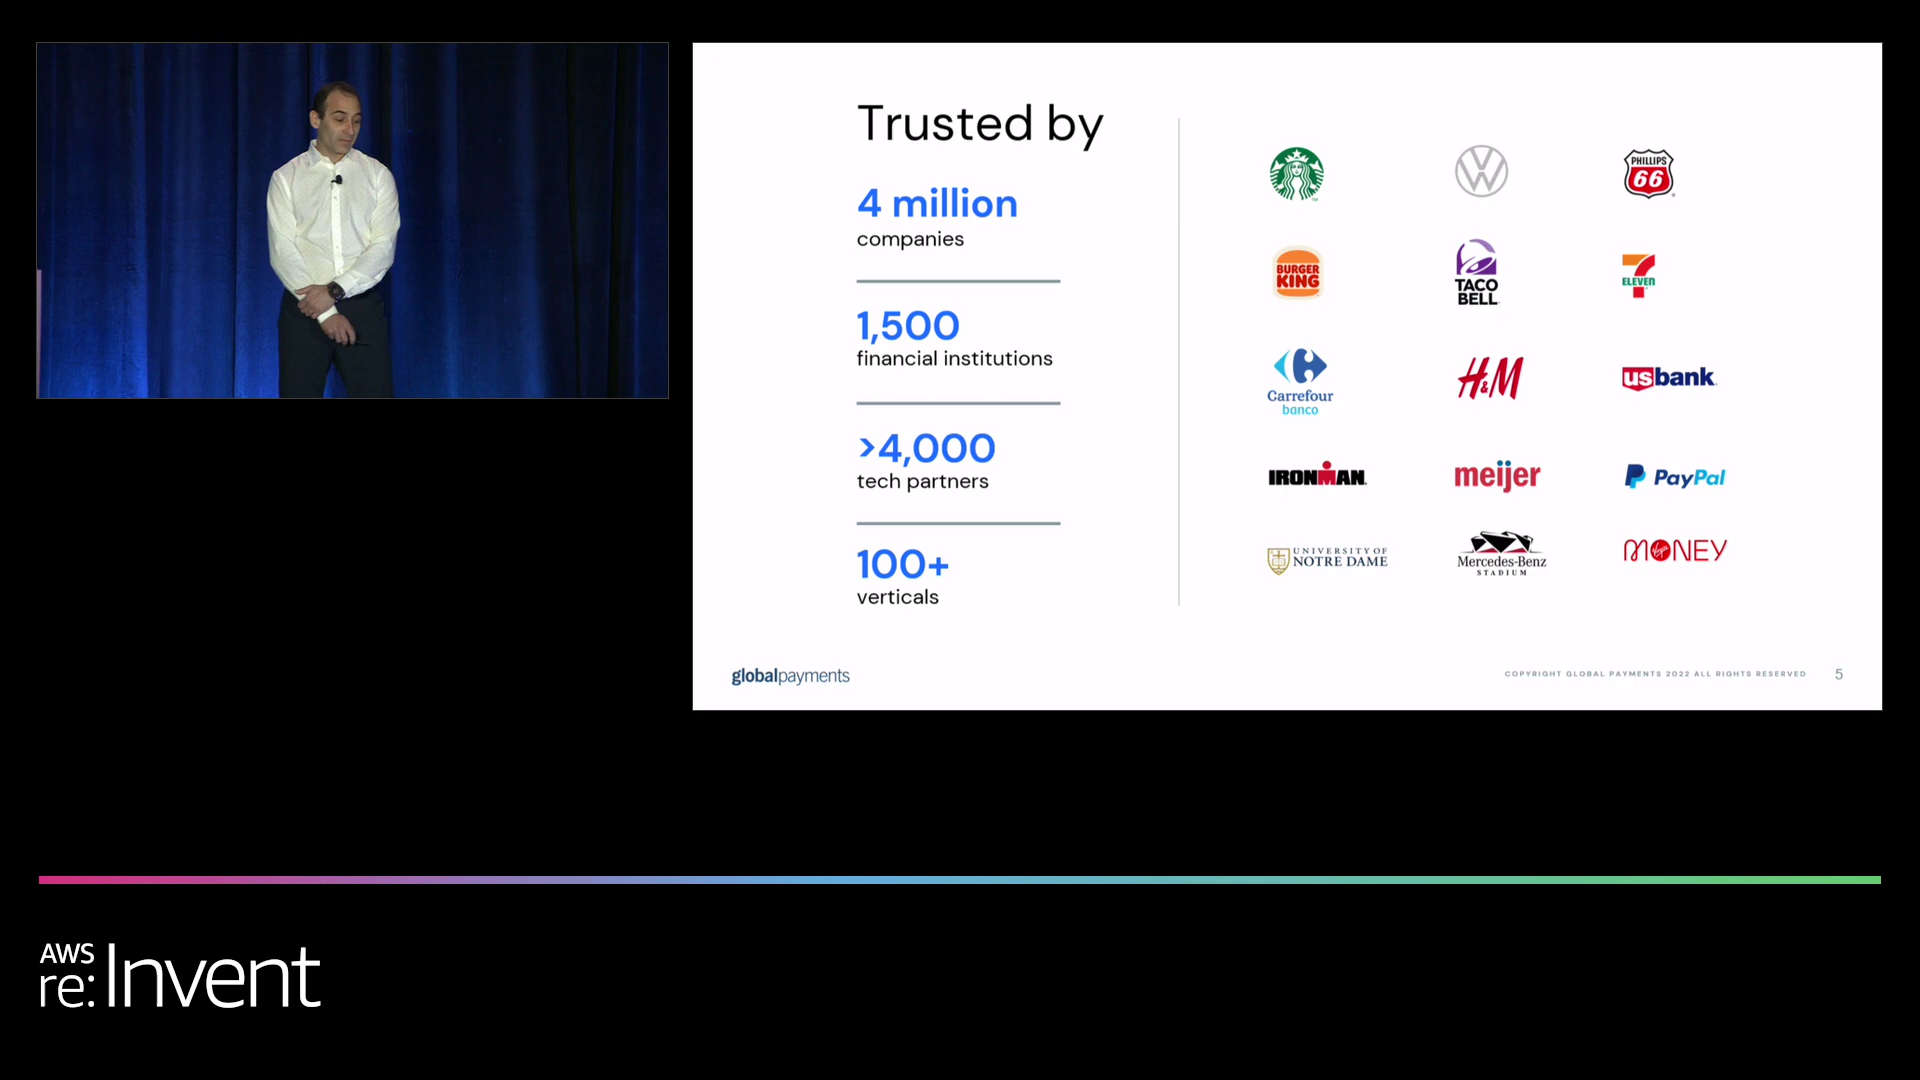 Trusted by
4 million
companies
1,500
financial institutions
>4,000
tech partners
100+
verticals
PHILLIPS
66
BURGER
KING
TACO
BELL
7
ELEVEN
Carrefour
banco
H&M
usbank
IRONMAN
meijer
PayPal
UNIVERSITY OF
NOTRE DAME
Mercedes-Benz
STADIUM
Virgin
MONEY
globalpayments
COPYRIGHT GLOBAL PAYMENTS 2022 ALL RIGHTS RESERVED 5
AWS
re:Invent